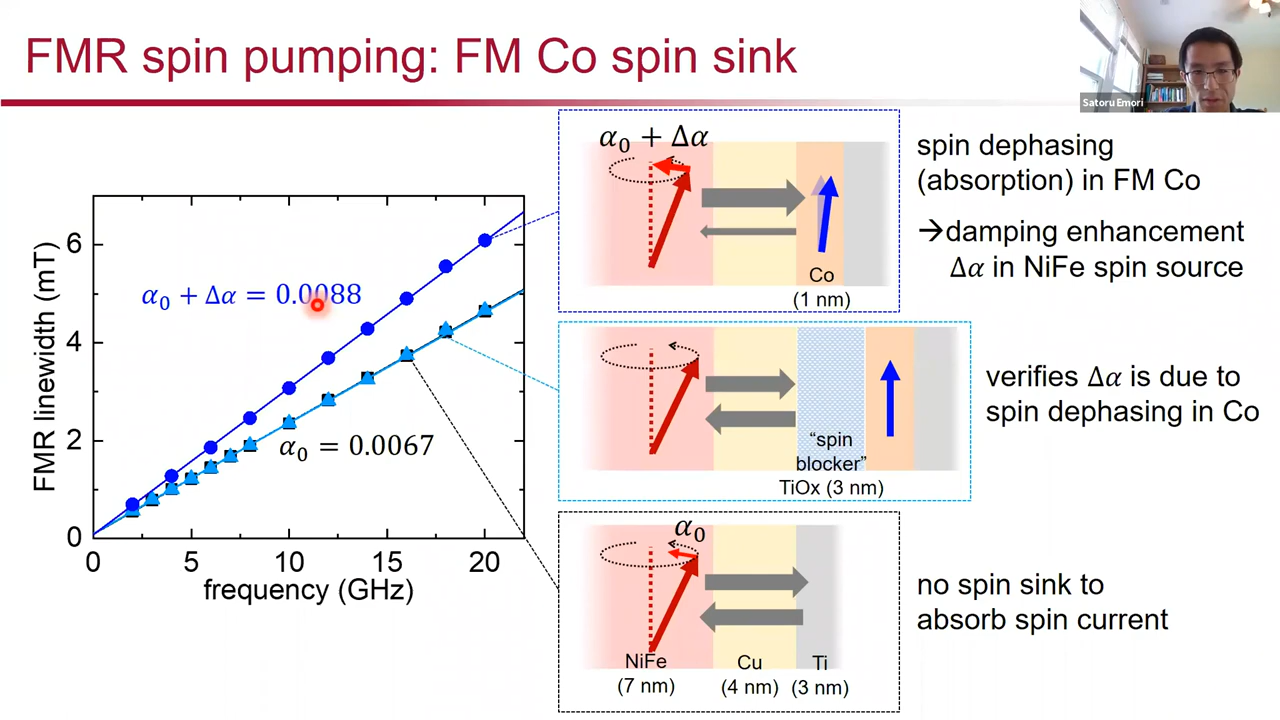 FMR spin pumping: FM Co spin sink
Satoru Emori
FMR linewidth (mT)
6
4
2
0
0
5
10
15
20
frequency (GHz)
α₀ + Δα = 0.0088
α₀ = 0.0067
α₀ + Δα
Co
(1 nm)
spin dephasing
(absorption) in FM Co
→damping enhancement
Δα in NiFe spin source
“spin
blocker”
TiOx (3 nm)
verifies Δα is due to
spin dephasing in Co
α₀
NiFe
(7 nm)
Cu
(4 nm)
Ti
(3 nm)
no spin sink to
absorb spin current